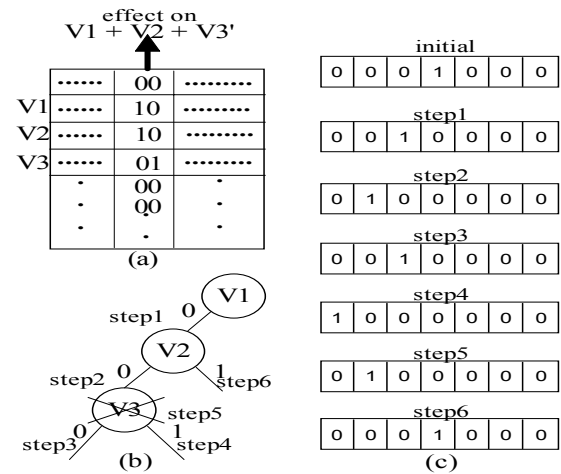 effect on
V1 + V2 + V3'
...... 00 .........
V1 ...... 10 .........
V2 ...... 10 .........
V3 ...... 01 .........
. 00 .
. 00 .
. . .
(a)
V1
step1 0
V2
step2 0 1 step6
V3 step5
step3 0 1 step4
(b)
initial
0 0 0 1 0 0 0
step1
0 0 1 0 0 0 0
step2
0 1 0 0 0 0 0
step3
0 0 1 0 0 0 0
step4
1 0 0 0 0 0 0
step5
0 1 0 0 0 0 0
step6
0 0 0 1 0 0 0
(c)